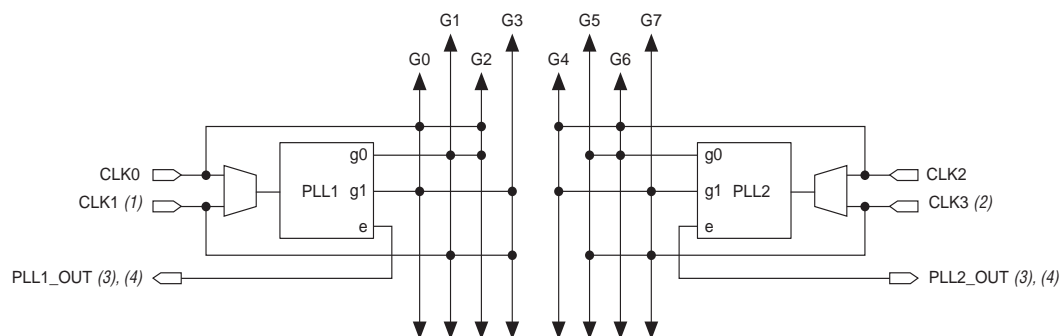 G1 G3 G5 G7
G0 G2 G4 G6
g0 g0
CLK0 CLK2
PLL1 g1 g1 PLL2
CLK1 (1) CLK3 (2)
e e
PLL1_OUT (3), (4) PLL2_OUT (3), (4)